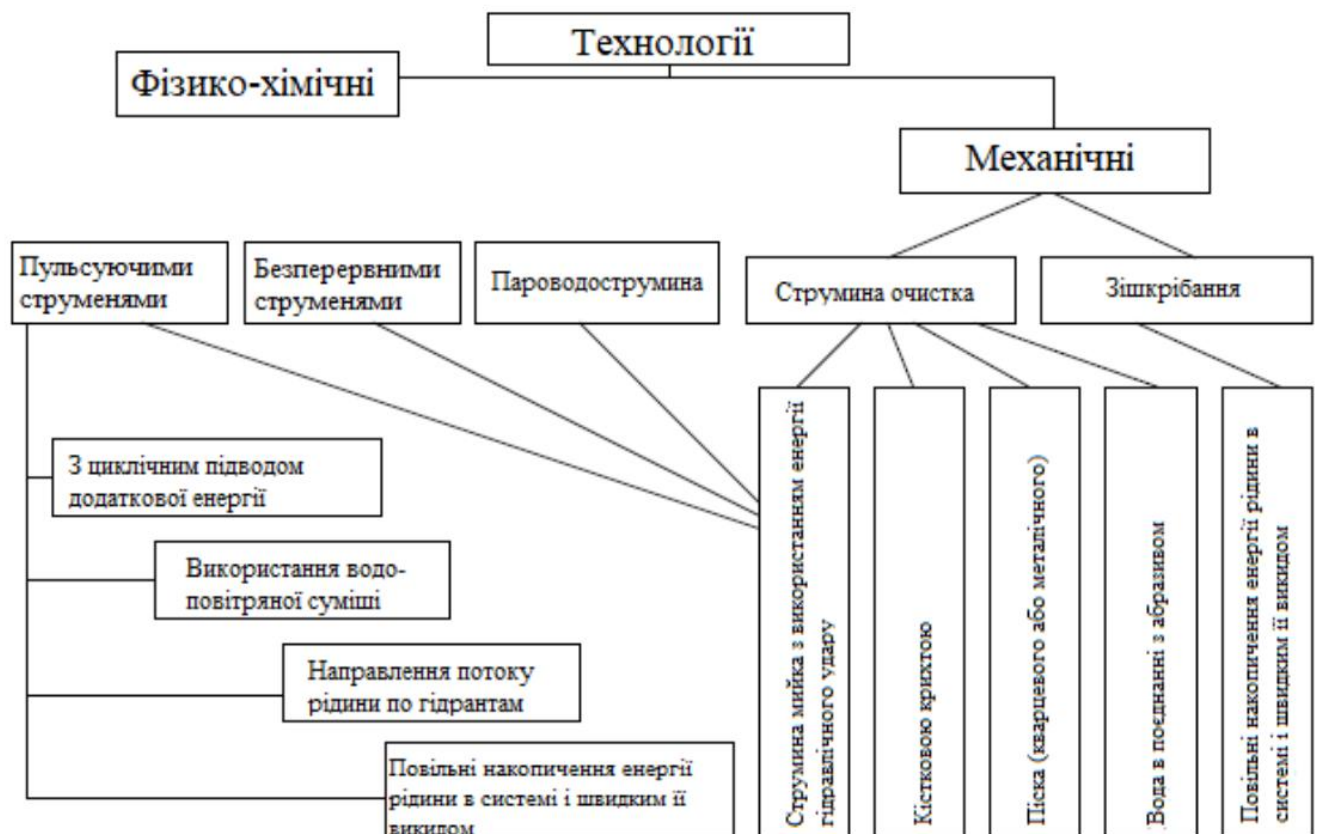 Технології
Фізико-хімічні
Механічні
Пульсуючими
струменями
Безперервними
струменями
Пароводострумина
Струмина очистка
Зішкрібання
З циклічним підводом
додаткової енергії
Використання водо-
повітряної суміші
Направлення потоку
рідини по гідрантам
Повільні накопичення енергії
рідини в системі і швидким її
викидом
Струмина мийка з використанням енергії
гідравлічного удару
Кістковою крихтою
Піска (кварцевого або металічного)
Вода в поєднанні з абразивом
Повільні накопичення енергії рідини в
системі і швидким її викидом